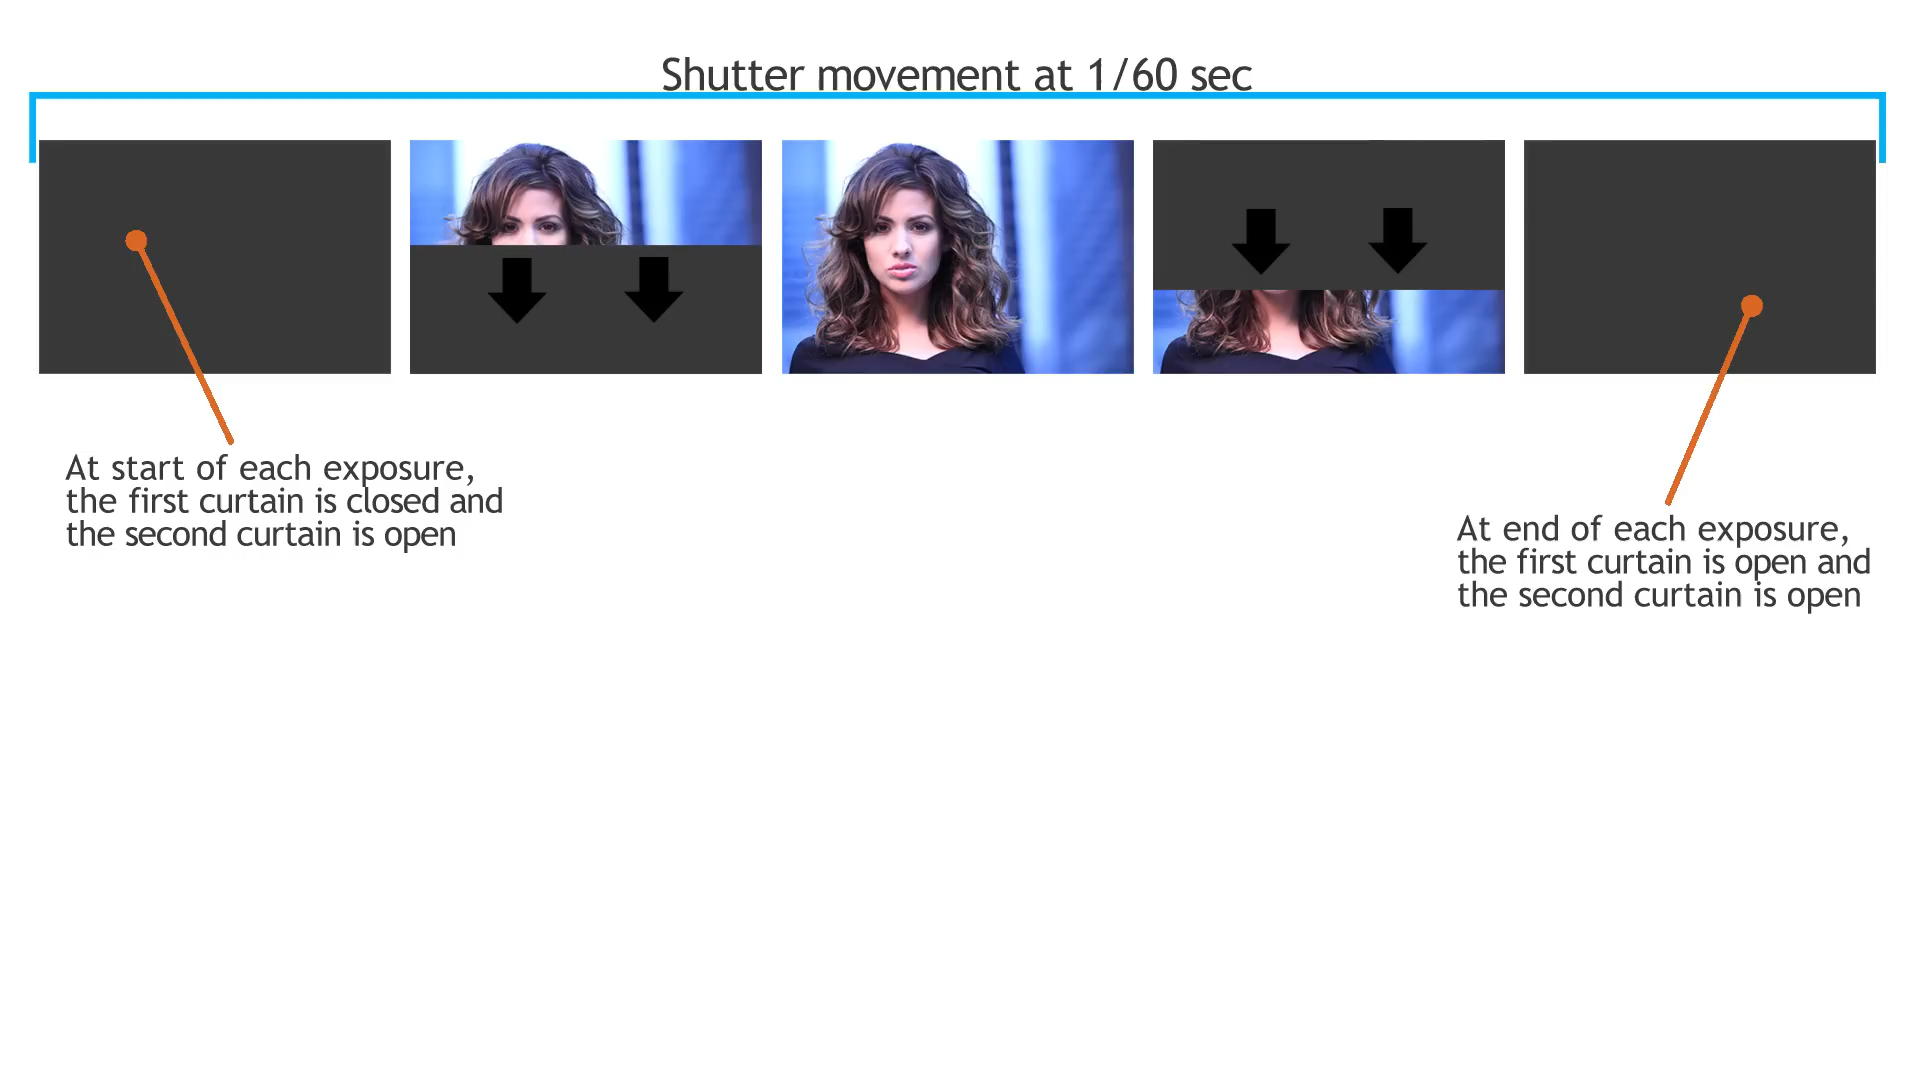 Shutter movement at 1/60 sec
At start of each exposure,
the first curtain is closed and
the second curtain is open
At end of each exposure,
the first curtain is open and
the second curtain is open